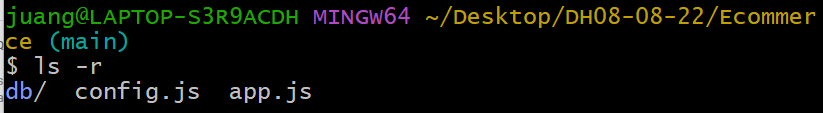 juang@LAPTOP-S3R9ACDH MINGW64 ~/Desktop/DH08-08-22/Ecommer
ce (main)
$ ls -r
db/  config.js  app.js